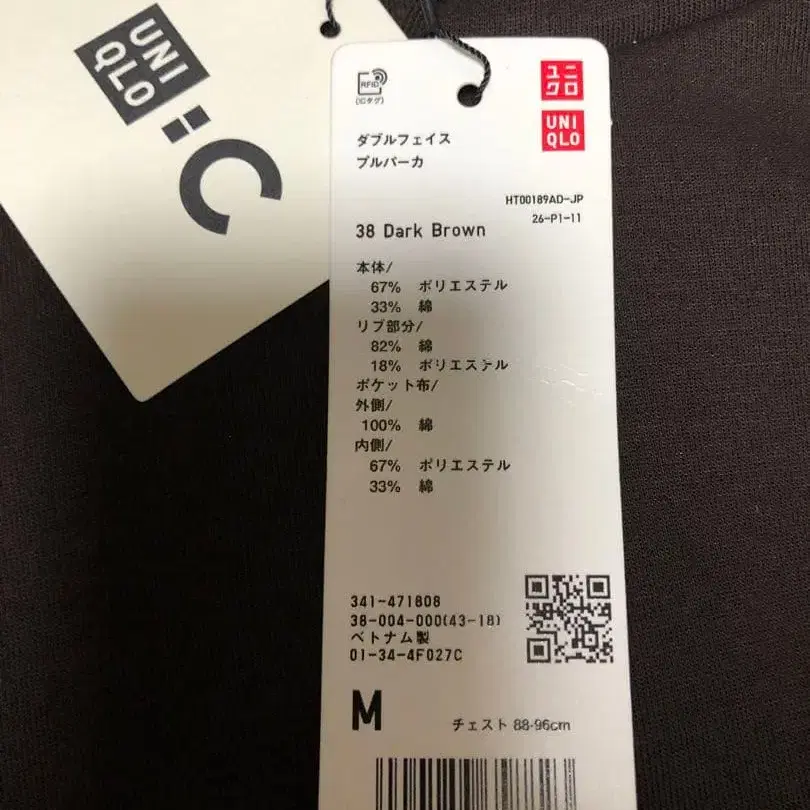 UNI
QLO
:C
RFID
(ICタグ)
ユニ
クロ
UNI
QLO
ダブルフェイス
プルパーカ
HT00189AD-JP
26-P1-11
38 Dark Brown
本体/
67% ポリエステル
33% 綿
リブ部分/
82% 綿
18% ポリエステル
ポケット布/
外側/
100% 綿
内側/
67% ポリエステル
33% 綿
341-471808
38-004-000(43-18)
ベトナム製
01-34-4F027C
M
チェスト 88-96cm